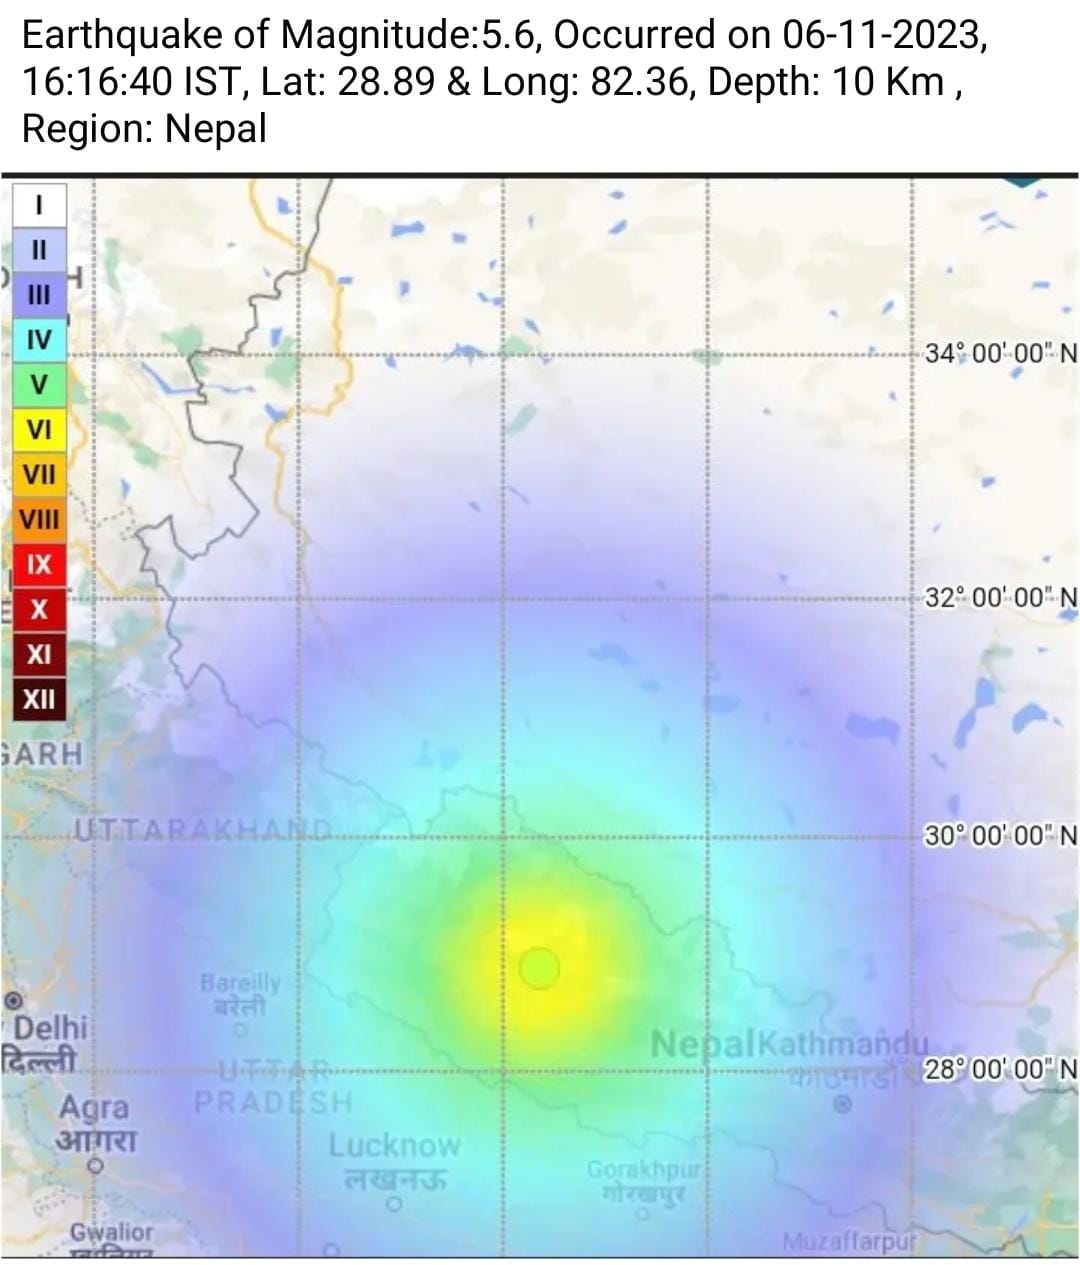 Earthquake of Magnitude:5.6, Occurred on 06-11-2023,
16:16:40 IST, Lat: 28.89 & Long: 82.36, Depth: 10 Km ,
Region: Nepal
I
II
H
III
IV
34° 00' 00" N
V
VI
VII
VIII
IX
X
32° 00' 00" N
XI
XII
GARH
UTTARAKHAND
30° 00' 00" N
Bareilly
बरेली
Delhi
दिल्ली
Nepal
Kathmandu
काठमाडौं
28° 00' 00" N
UTTAR
PRADESH
Agra
आगरा
Lucknow
लखनऊ
Gorakhpur
गोरखपुर
Gwalior
Muzaffarpur